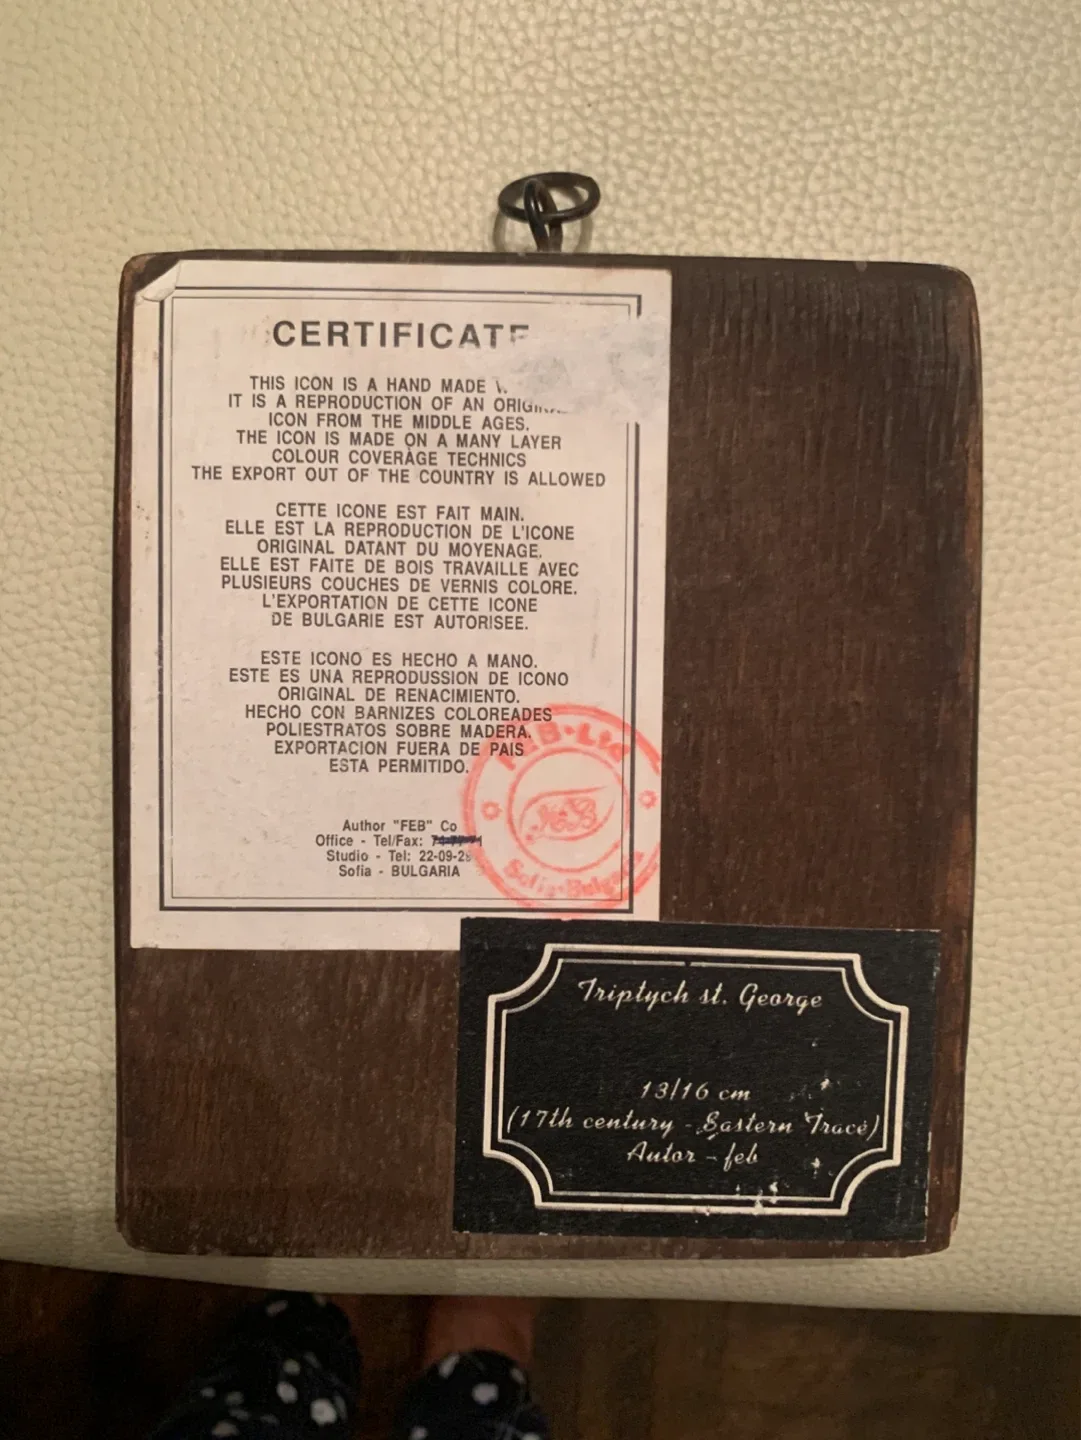 CERTIFICATE
THIS ICON IS A HAND MADE
IT IS A REPRODUCTION OF AN
ICON FROM THE MIDDLE AGES.
THE ICON IS MADE ON A MANY LAYER
COLOUR COVERAGE TECHNICS
THE EXPORT OUT OF THE COUNTRY IS ALLOWED
CETTE ICONE EST FAIT MAIN.
ELLE EST LA REPRODUCTION DE L'ICONE
ORIGINAL DATANT DU MOYENAGE.
ELLE EST FAITE DE BOIS TRAVAILLE AVEC
PLUSIEURS COUCHES DE VERNIS COLORE.
L'EXPORTATION DE CETTE ICONE
DE BULGARIE EST AUTORISEE.
ESTE ICONO ES HECHO A MANO.
ESTE ES UNA REPRODUSSION DE ICONO
ORIGINAL DE RENACIMIENTO.
HECHO CON BARNIZES COLOREADES
POLIESTRATOS SOBRE MADERA.
EXPORTACION FUERA DE PAIS
ESTA PERMITIDO.
FEB-Ltd
Sofia-Bulgaria
Author "FEB" Co
Office - Tel/Fax:
Studio - Tel:
Sofia - BULGARIA
Triptych st. George
13/16 cm
(17th century - Eastern Trace)
Autor - feb